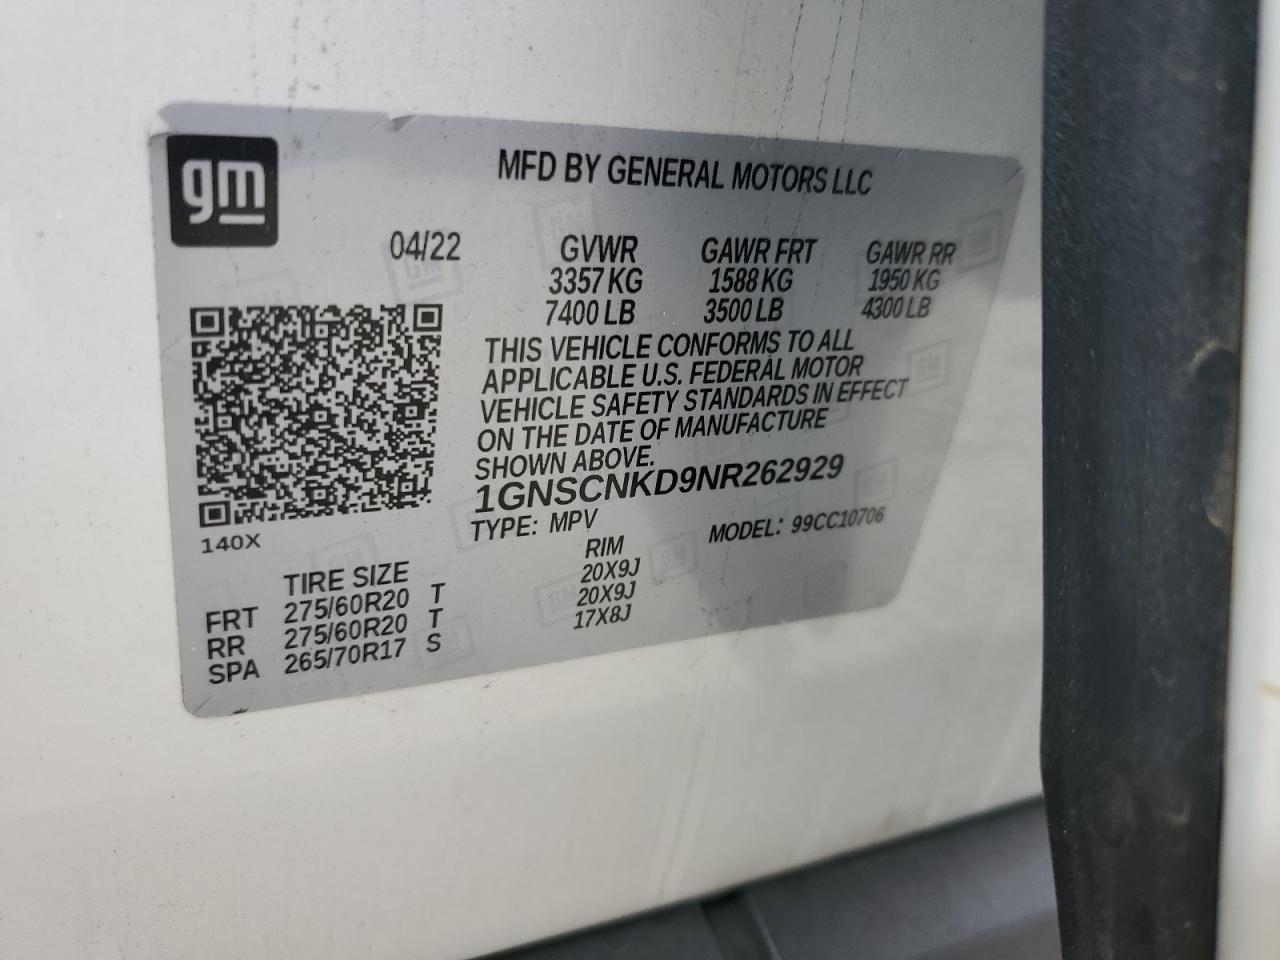 gm
MFD BY GENERAL MOTORS LLC
04/22 GVWR GAWR FRT GAWR RR
3357 KG 1588 KG 1950 KG
7400 LB 3500 LB 4300 LB
THIS VEHICLE CONFORMS TO ALL
APPLICABLE U.S. FEDERAL MOTOR
VEHICLE SAFETY STANDARDS IN EFFECT
ON THE DATE OF MANUFACTURE
SHOWN ABOVE.
1GNSCNKD9NR262929
TYPE: MPV MODEL: 99CC10706
140X
TIRE SIZE RIM
FRT 275/60R20 T 20X9J
RR 275/60R20 T 20X9J
SPA 265/70R17 S 17X8J